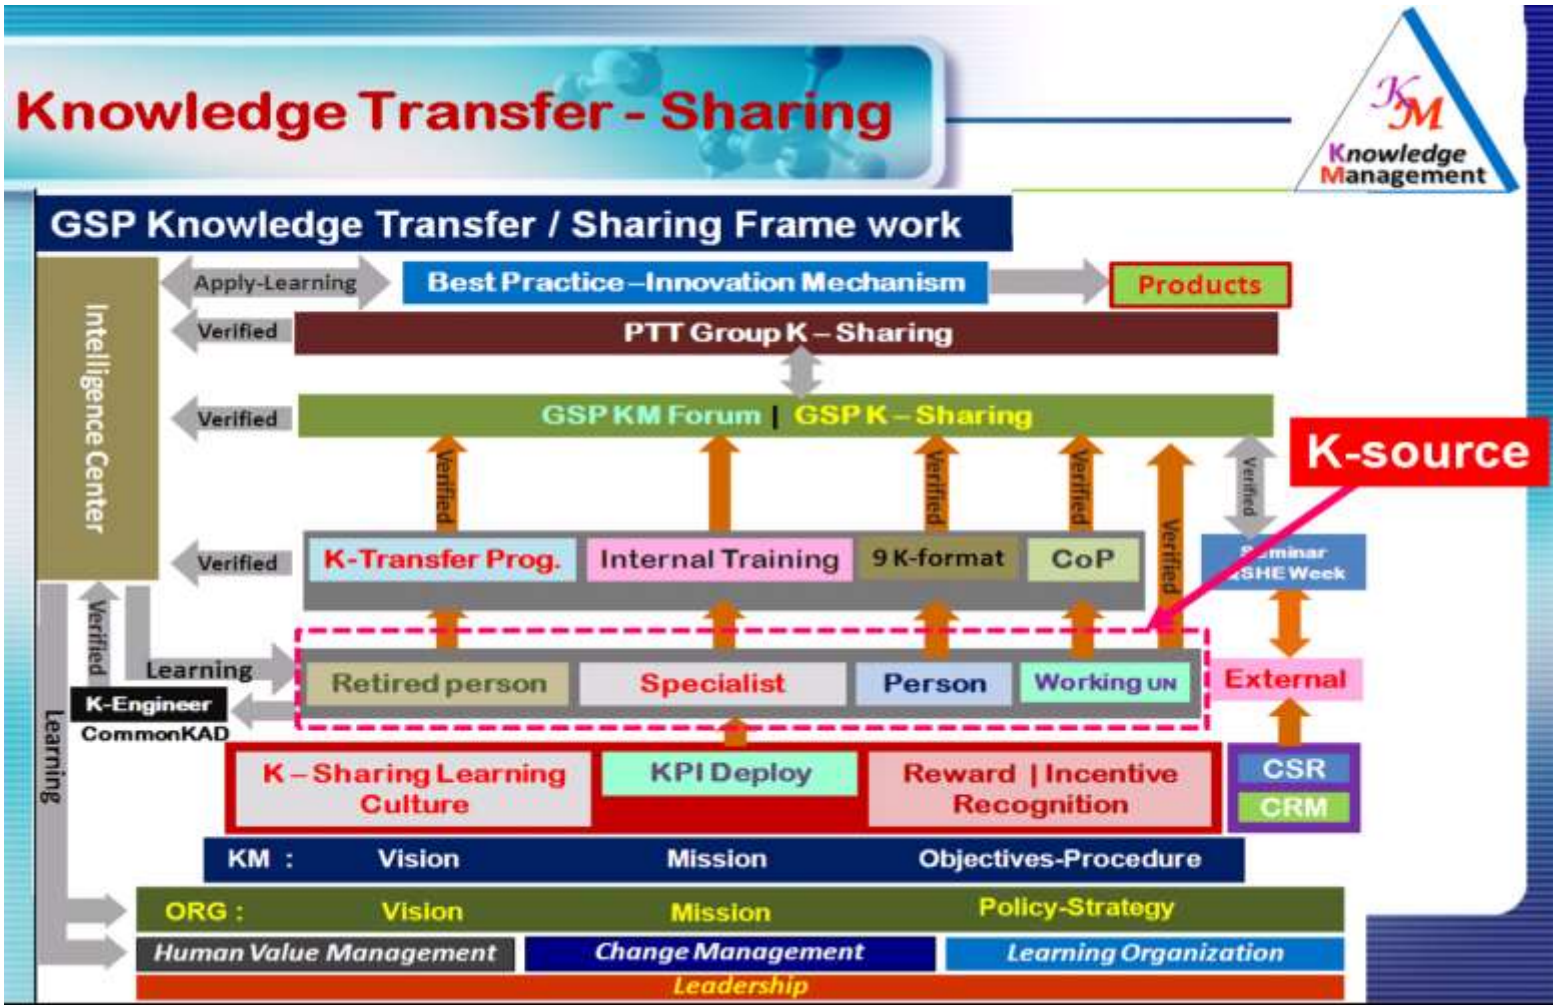 Knowledge Transfer - Sharing
KM
Knowledge
Management
GSP Knowledge Transfer / Sharing Frame work
Intelligence Center
Apply-Learning
Best Practice–Innovation Mechanism
Products
Verified
PTT Group K – Sharing
Verified
GSP KM Forum | GSP K – Sharing
K-source
Verified
Verified
Verified
Verified
Verified
Verified
K-Transfer Prog.
Internal Training
9 K-format
CoP
Seminar
SHE Week
Verified
Learning
Retired person
Specialist
Person
Working UN
External
K-Engineer
CommonKAD
Learning
K – Sharing Learning
Culture
KPI Deploy
Reward | Incentive
Recognition
CSR
CRM
KM : Vision Mission Objectives-Procedure
ORG : Vision Mission Policy-Strategy
Human Value Management
Change Management
Learning Organization
Leadership